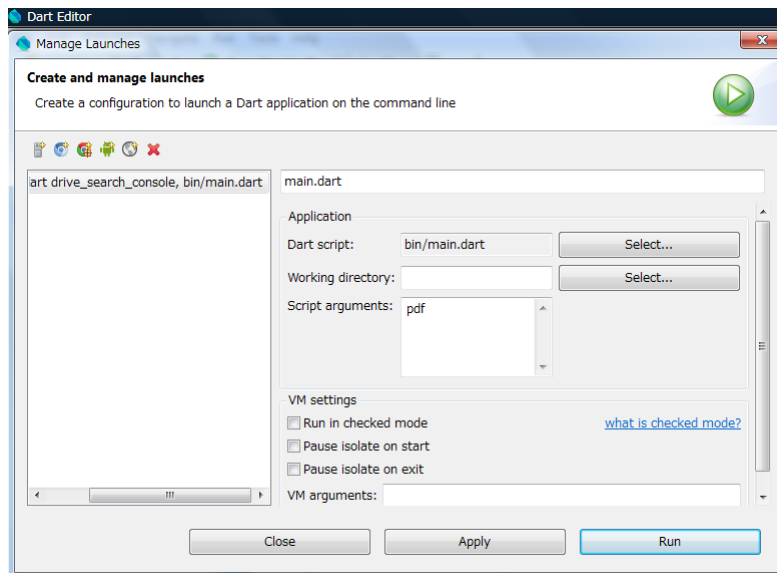 Dart Editor
Manage Launches
Create and manage launches
Create a configuration to launch a Dart application on the command line
art drive_search_console, bin/main.dart
main.dart
Application
Dart script: bin/main.dart Select...
Working directory: Select...
Script arguments: pdf
VM settings
Run in checked mode what is checked mode?
Pause isolate on start
Pause isolate on exit
VM arguments:
Close Apply Run